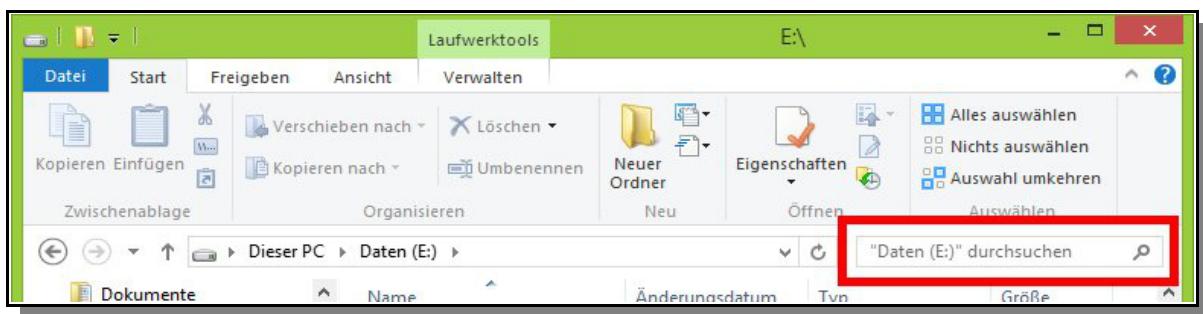 Laufwerktools E:\
Datei Start Freigeben Ansicht Verwalten
Kopieren Einfügen Verschieben nach Löschen Neuer Ordner Eigenschaften Alles auswählen
Kopieren nach Umbenennen Nichts auswählen
Auswahl umkehren
Zwischenablage Organisieren Neu Öffnen Auswählen
Dieser PC Daten (E:) "Daten (E:)" durchsuchen
Dokumente Name Änderungsdatum Typ Größe